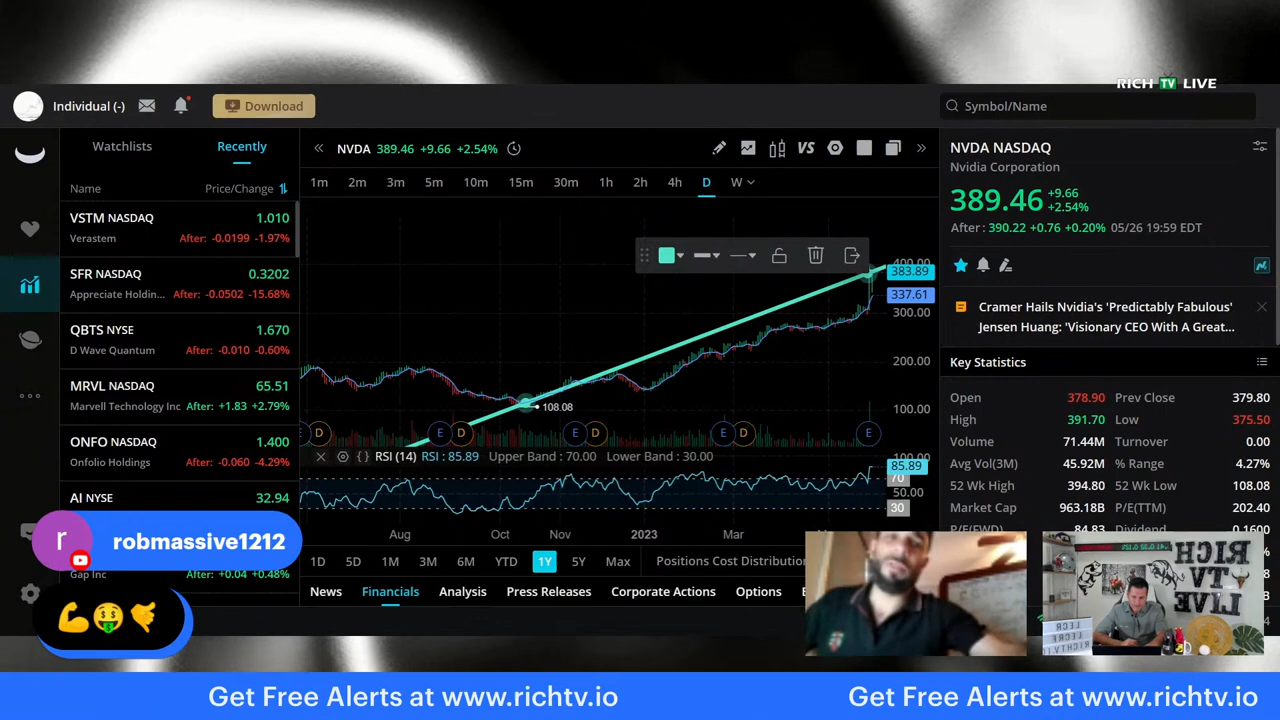 RICH TV LIVE
Individual (-)
Download
Symbol/Name
Watchlists
Recently
Name
Price/Change
VSTM NASDAQ
1.010
Verastem
After: -0.0199 -1.97%
SFR NASDAQ
0.3202
Appreciate Holdin...
After: -0.0502 -15.68%
QBTS NYSE
1.670
D Wave Quantum
After: -0.010 -0.60%
MRVL NASDAQ
65.51
Marvell Technology Inc
After: +1.83 +2.79%
ONFO NASDAQ
1.400
Onfolio Holdings
After: -0.060 -4.29%
AI NYSE
32.94
Gap Inc
After: +0.04 +0.48%
r
robmassive1212
NVDA 389.46 +9.66 +2.54%
VS
1m 2m 3m 5m 10m 15m 30m 1h 2h 4h D W
400.00
383.89
337.61
300.00
200.00
100.00
108.08
E D E D E D E D E
RSI (14) RSI : 85.89 Upper Band : 70.00 Lower Band : 30.00
100.00
85.89
70
50.00
30
Aug Oct Nov 2023 Mar
1D 5D 1M 3M 6M YTD 1Y 5Y Max
Positions Cost Distribution
News Financials Analysis Press Releases Corporate Actions Options
NVDA NASDAQ
Nvidia Corporation
389.46 +9.66
+2.54%
After : 390.22 +0.76 +0.20% 05/26 19:59 EDT
Cramer Hails Nvidia's 'Predictably Fabulous'
Jensen Huang: 'Visionary CEO With A Great...
Key Statistics
Open 378.90 Prev Close 379.80
High 391.70 Low 375.50
Volume 71.44M Turnover 0.00
Avg Vol(3M) 45.92M % Range 4.27%
52 Wk High 394.80 52 Wk Low 108.08
Market Cap 963.18B P/E(TTM) 202.40
P/E(FWD) 84.83 Dividend 0.1600
RICH
TV
LIVE
Get Free Alerts at www.richtv.io
Get Free Alerts at www.richtv.io